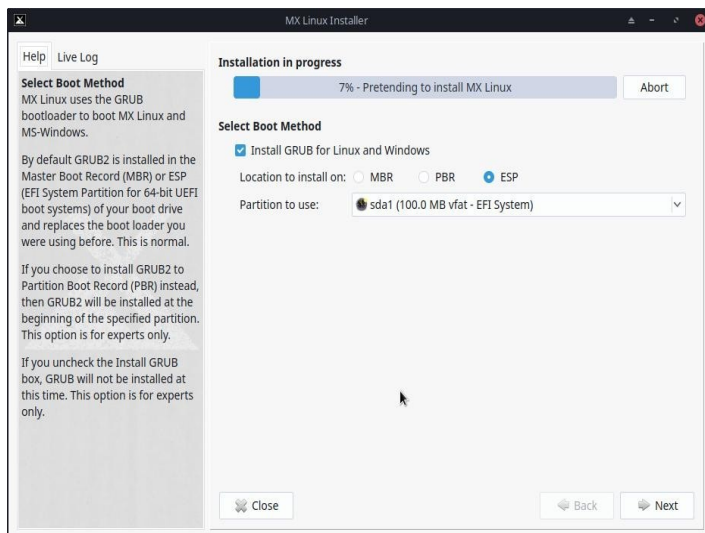 MX Linux Installer
Help
Live Log
Select Boot Method
MX Linux uses the GRUB
bootloader to boot MX Linux and
MS-Windows.
By default GRUB2 is installed in the
Master Boot Record (MBR) or ESP
(EFI System Partition for 64-bit UEFI
boot systems) of your boot drive
and replaces the boot loader you
were using before. This is normal.
If you choose to install GRUB2 to
Partition Boot Record (PBR) instead,
then GRUB2 will be installed at the
beginning of the specified partition.
This option is for experts only.
If you uncheck the Install GRUB
box, GRUB will not be installed at
this time. This option is for experts
only.
Installation in progress
7% - Pretending to install MX Linux
Abort
Select Boot Method
Install GRUB for Linux and Windows
Location to install on: MBR PBR ESP
Partition to use: sda1 (100.0 MB vfat - EFI System)
Close
Back
Next